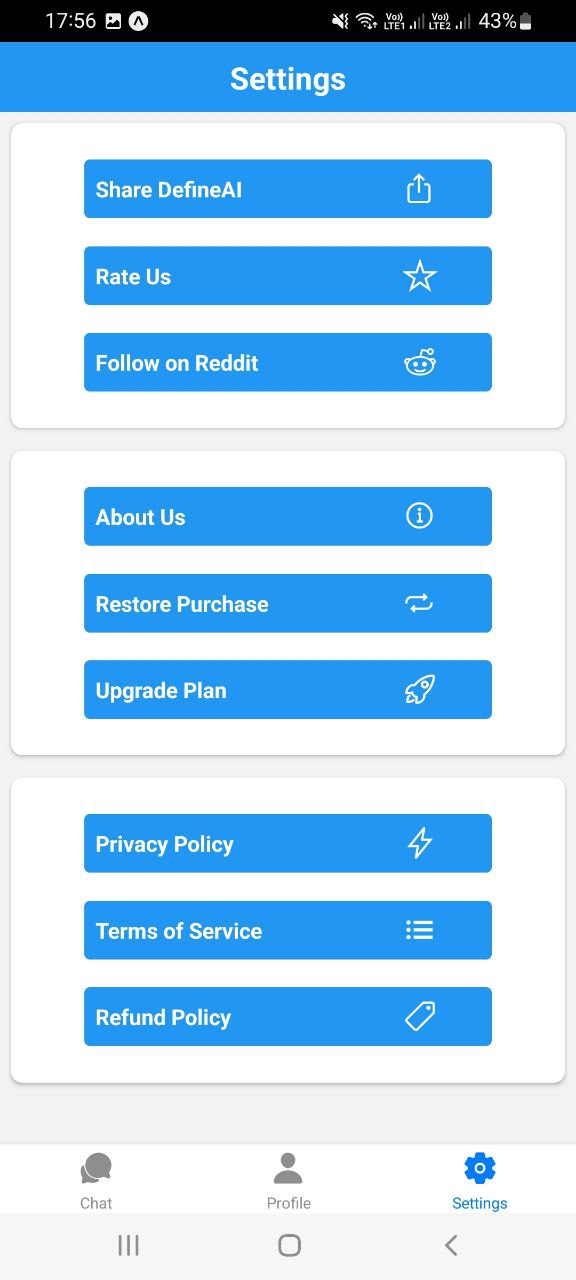 17:56 Vo)) LTE1 Vo)) LTE2 43%
Settings
Share DefineAI
Rate Us
Follow on Reddit
About Us
Restore Purchase
Upgrade Plan
Privacy Policy
Terms of Service
Refund Policy
Chat Profile Settings